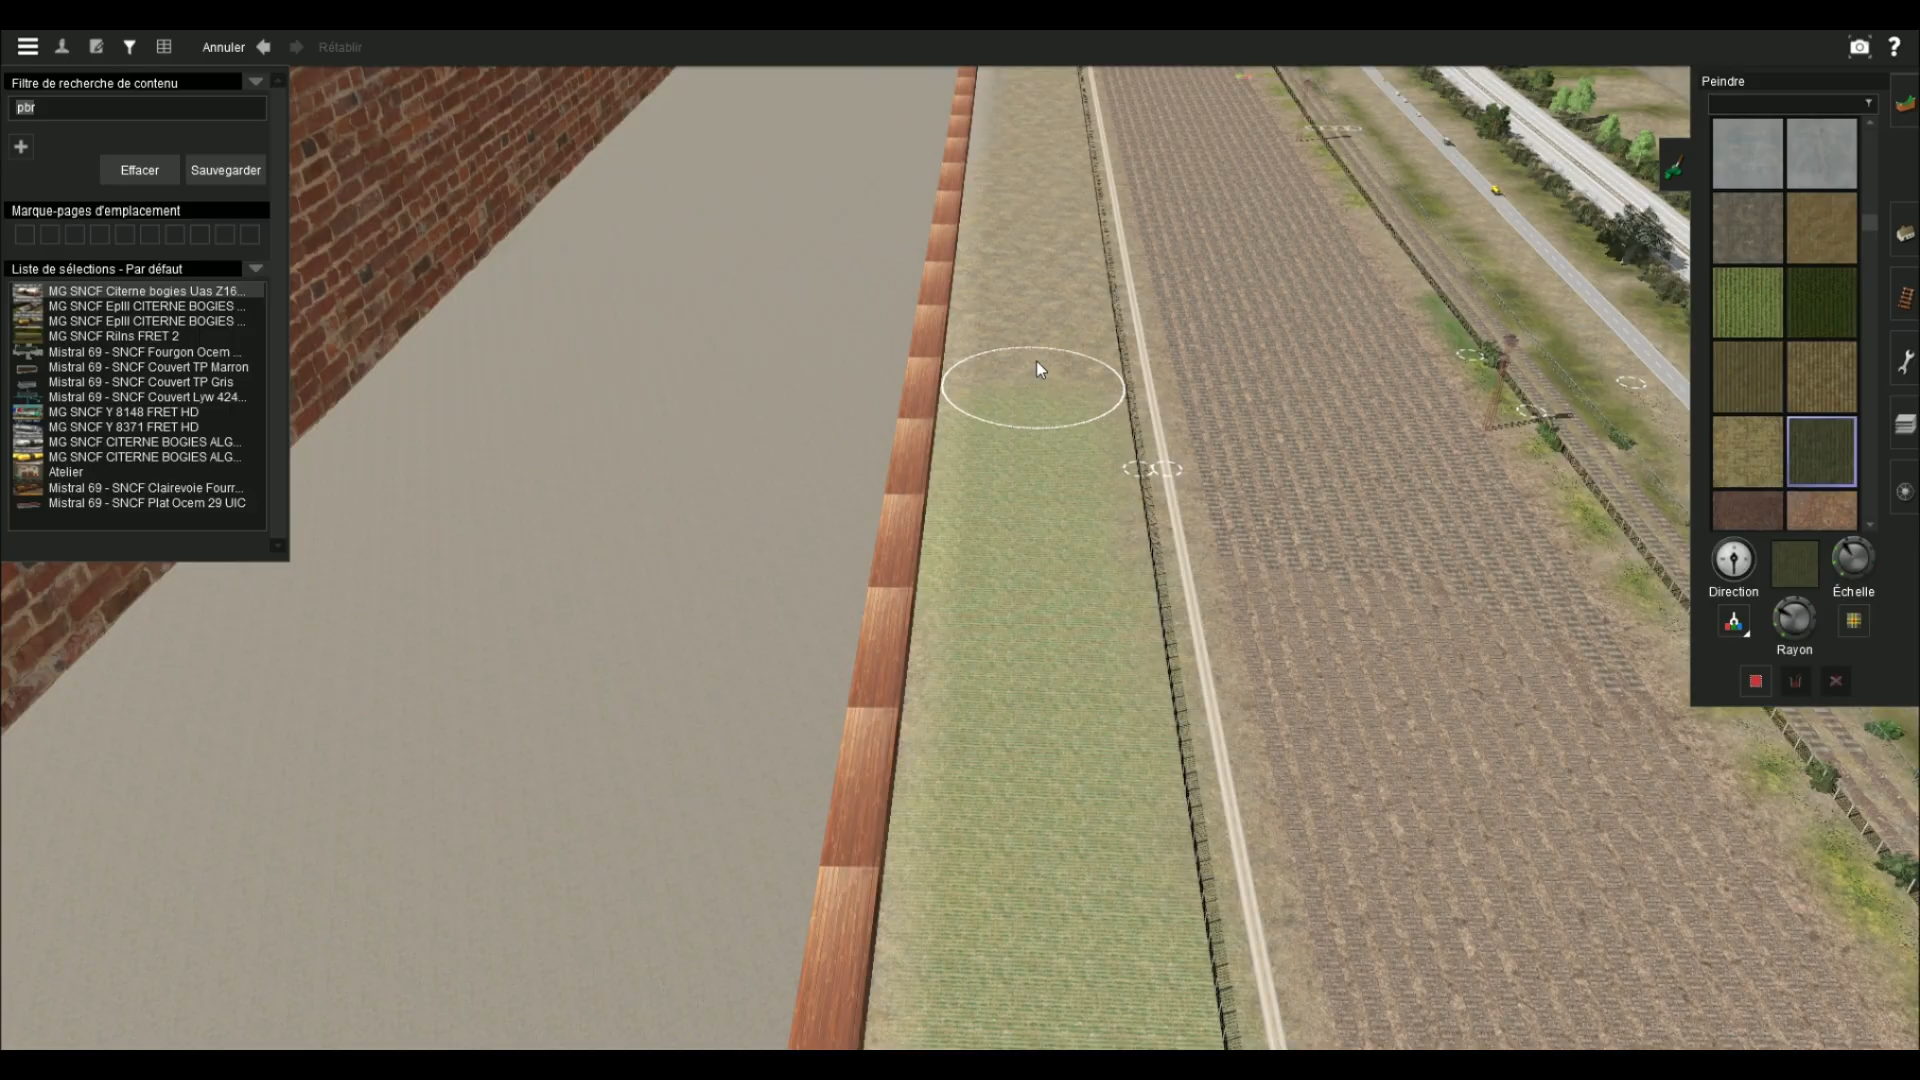 Annuler
Rétablir
Filtre de recherche de contenu
pbr
Effacer
Sauvegarder
Marque-pages d'emplacement
Liste de sélections - Par défaut
MG SNCF Citerne bogies Uas Z16...
MG SNCF EpIII CITERNE BOGIES ...
MG SNCF EpIII CITERNE BOGIES ...
MG SNCF Rilns FRET 2
Mistral 69 - SNCF Fourgon Ocem ...
Mistral 69 - SNCF Couvert TP Marron
Mistral 69 - SNCF Couvert TP Gris
Mistral 69 - SNCF Couvert Lyw 424...
MG SNCF Y 8148 FRET HD
MG SNCF Y 8371 FRET HD
MG SNCF CITERNE BOGIES ALG...
MG SNCF CITERNE BOGIES ALG...
Atelier
Mistral 69 - SNCF Clairevoie Fourr...
Mistral 69 - SNCF Plat Ocem 29 UIC
?
Peindre
Direction
Échelle
Rayon